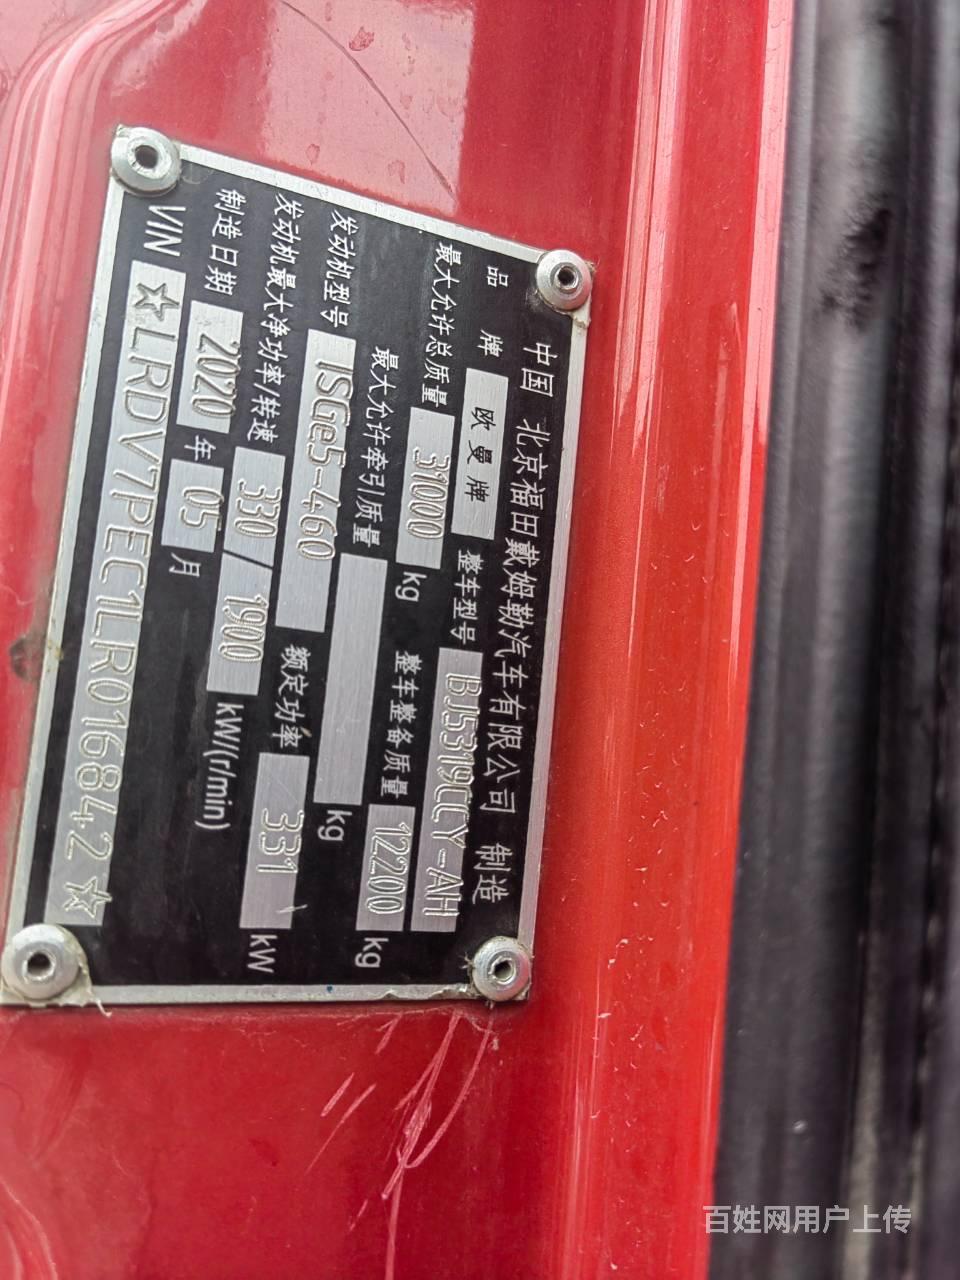 中国 北京福田戴姆勒汽车有限公司 制造
品牌 欧曼牌 整车型号 BJ5319CCY-AH
最大允许总质量 31000 kg 整车整备质量 12200 kg
最大允许牵引质量 kg
发动机型号 ISGe5-460 额定功率 331 kW
发动机最大净功率/转速 330/1900 kW/(r/min)
制造日期 2020 年 05 月
VIN ☆LRDV7PEC1LR016842☆
百姓网用户上传